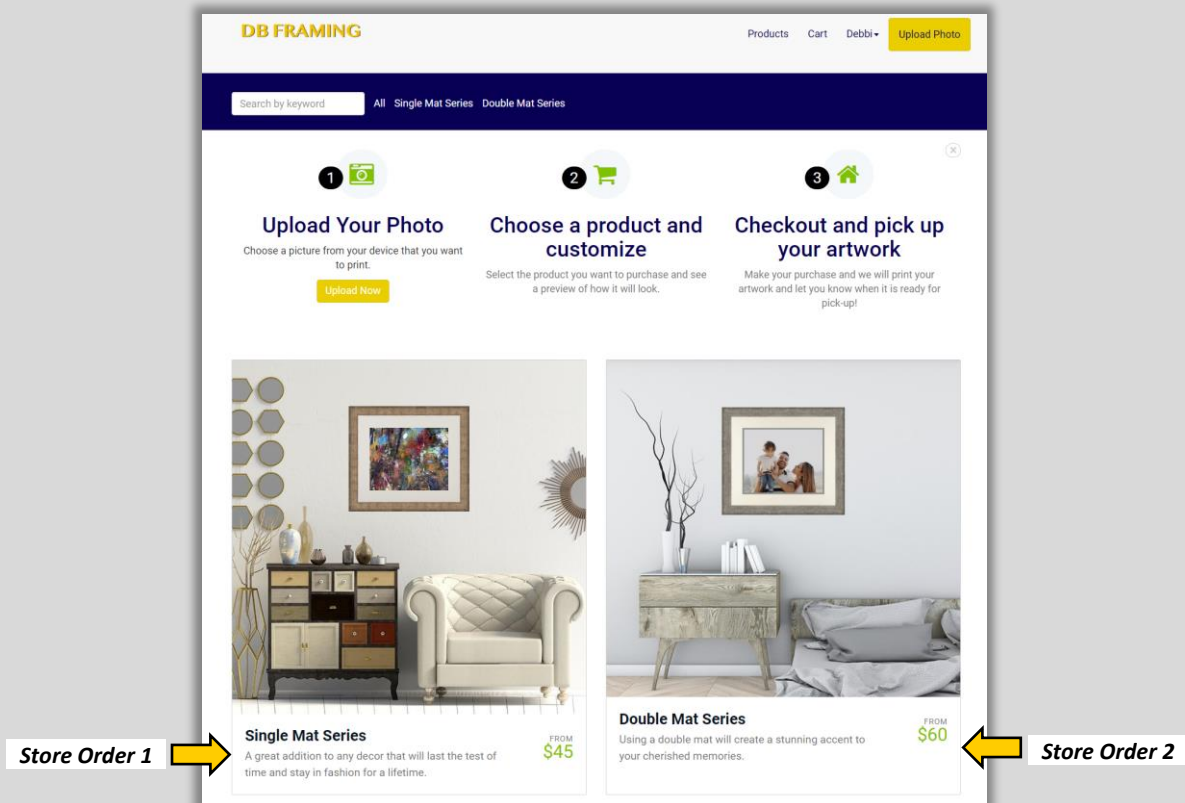 DB FRAMING
Products Cart Debbi Upload Photo
Search by keyword All Single Mat Series Double Mat Series
1
2
3
Upload Your Photo
Choose a picture from your device that you want
to print.
Upload Now
Choose a product and
customize
Select the product you want to purchase and see
a preview of how it will look.
Checkout and pick up
your artwork
Make your purchase and we will print your
artwork and let you know when it is ready for
pick-up!
Store Order 1
Single Mat Series
A great addition to any decor that will last the test of
time and stay in fashion for a lifetime.
FROM
$45
Double Mat Series
Using a double mat will create a stunning accent to
your cherished memories.
FROM
$60
Store Order 2